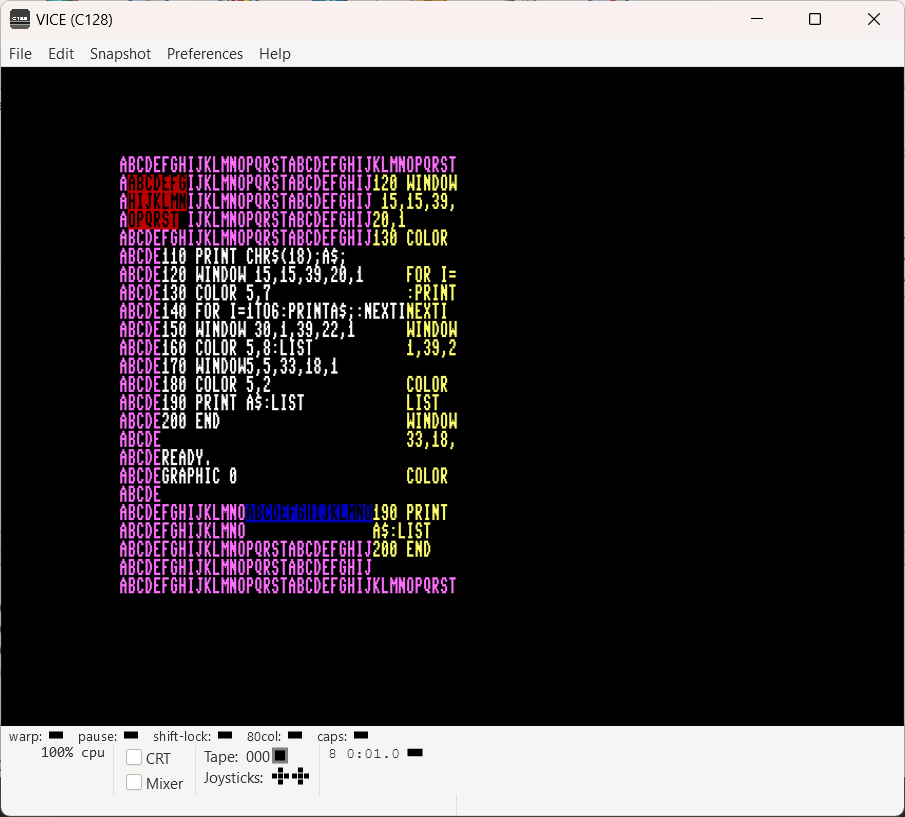 VICE (C128)
File Edit Snapshot Preferences Help
ABCDEFGHIJKLMNOPQRSTABCDEFGHIJKLMNOPQRST
AABCDEFGIJKLMNOPQRSTABCDEFGHIJ120 WINDOW
AHIJKLMNIJKLMNOPQRSTABCDEFGHIJ 15,15,39,
AOPQRST IJKLMNOPQRSTABCDEFGHIJ20,1
ABCDEFGHIJKLMNOPQRSTABCDEFGHIJ130 COLOR
ABCDE110 PRINT CHR$(18);A$;
ABCDE120 WINDOW 15,15,39,20,1 FOR I=
ABCDE130 COLOR 5,7 :PRINT
ABCDE140 FOR I=1TO6:PRINTA$;:NEXTINEXTI
ABCDE150 WINDOW 30,1,39,22,1 WINDOW
ABCDE160 COLOR 5,8:LIST 1,39,2
ABCDE170 WINDOW5,5,33,18,1
ABCDE180 COLOR 5,2 COLOR
ABCDE190 PRINT A$:LIST LIST
ABCDE200 END WINDOW
ABCDE 33,18,
ABCDEREADY.
ABCDEGRAPHIC 0 COLOR
ABCDE
ABCDEFGHIJKLMNOABCDEFGHIJKLMNO190 PRINT
ABCDEFGHIJKLMNO A$:LIST
ABCDEFGHIJKLMNOPQRSTABCDEFGHIJ200 END
ABCDEFGHIJKLMNOPQRSTABCDEFGHIJ
ABCDEFGHIJKLMNOPQRSTABCDEFGHIJKLMNOPQRST
warp: pause: shift-lock: 80col: caps:
100% cpu CRT Tape: 000 8 0:01.0
Mixer Joysticks: